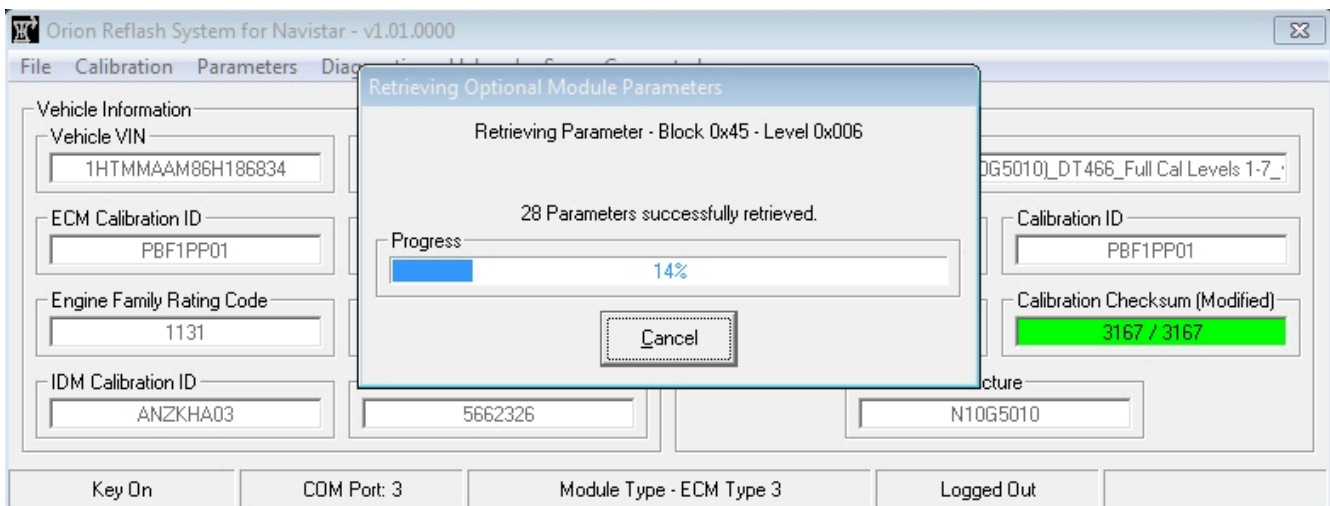 Orion Reflash System for Navistar - v1.01.0000
File Calibration Parameters
Retrieving Optional Module Parameters
Retrieving Parameter - Block 0x45 - Level 0x006
28 Parameters successfully retrieved.
Progress
14%
Cancel
Vehicle Information
Vehicle VIN
1HTMMAAM86H186834
0G5010)_DT466_Full Cal Levels 1-7_
ECM Calibration ID
PBF1PP01
Calibration ID
PBF1PP01
Engine Family Rating Code
1131
Calibration Checksum (Modified)
3167 / 3167
IDM Calibration ID
ANZKHA03
5662326
cture
N10G5010
Key On
COM Port: 3
Module Type - ECM Type 3
Logged Out